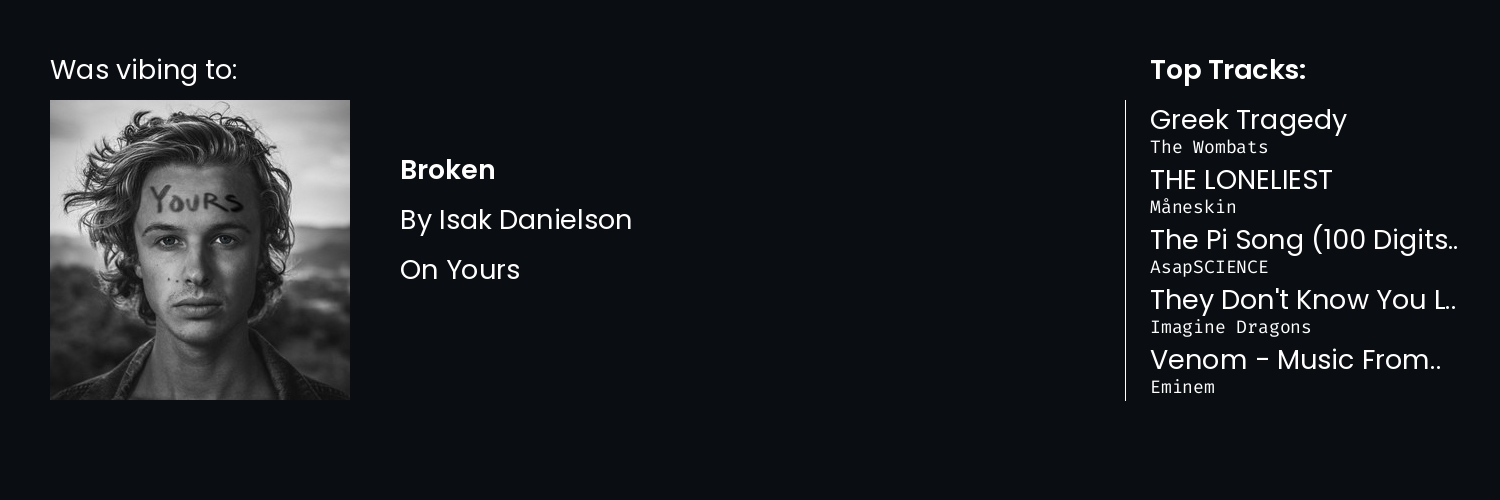 Was vibing to:
YOURS
Broken
By Isak Danielson
On Yours
Top Tracks:
Greek Tragedy
The Wombats
THE LONELIEST
Måneskin
The Pi Song (100 Digits..
AsapSCIENCE
They Don't Know You L..
Imagine Dragons
Venom - Music From..
Eminem